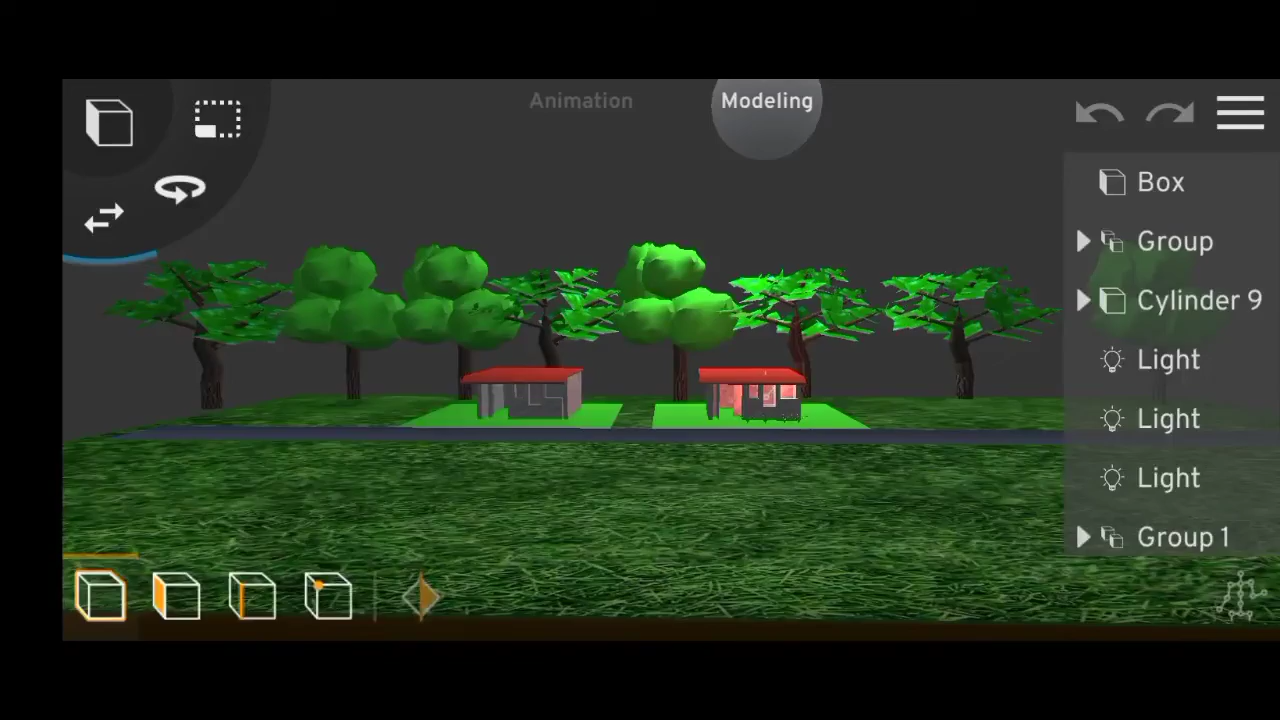 Animation
Modeling
Box
Group
Cylinder 9
Light
Light
Light
Group 1